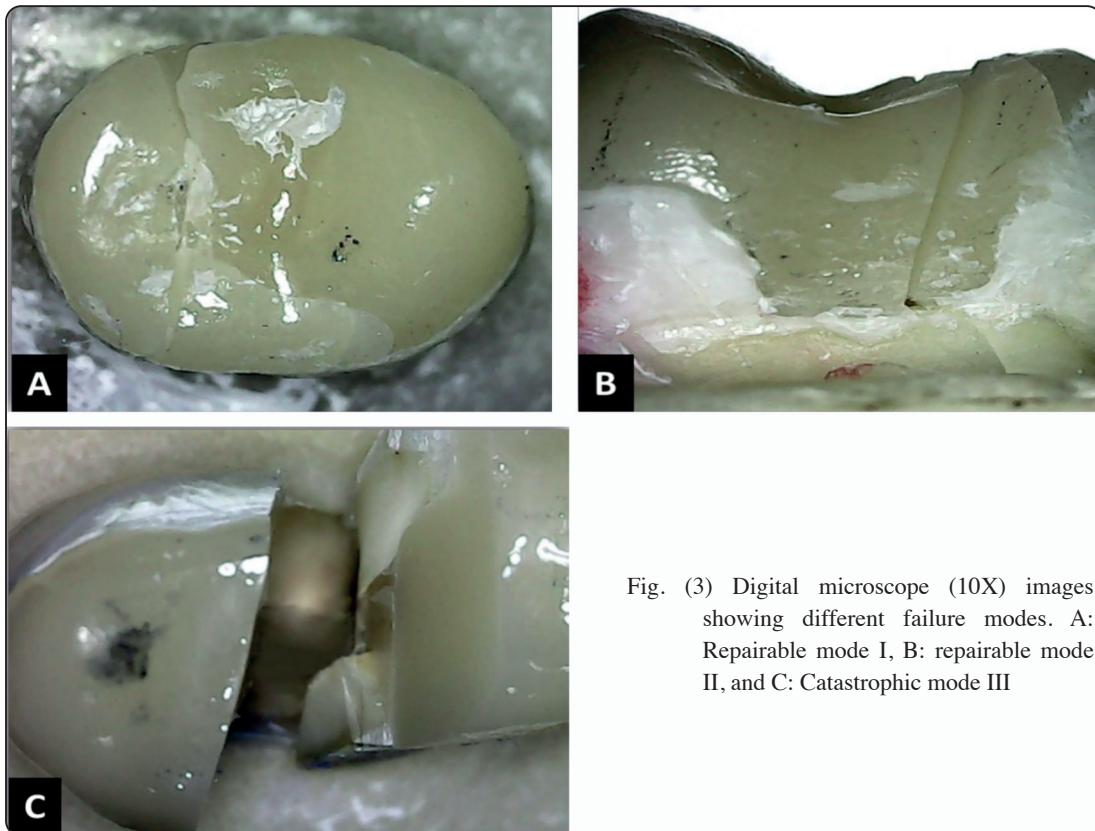 A
B
C
Fig. (3) Digital microscope (10X) images
showing different failure modes. A:
Repairable mode I, B: repairable mode
II, and C: Catastrophic mode III